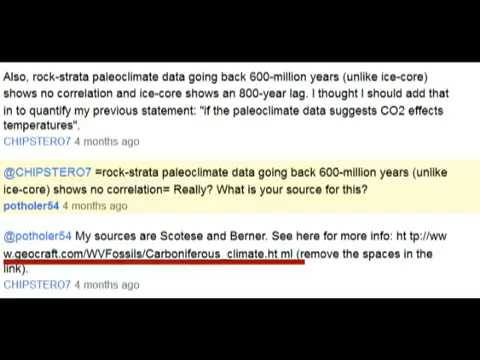 Also, rock-strata paleoclimate data going back 600-million years (unlike ice-core)
shows no correlation and ice-core shows an 800-year lag. I thought I should add that
in to quantify my previous statement: "if the paleoclimate data suggests CO2 effects
temperatures".
CHIPSTERO7 4 months ago
@CHIPSTERO7 =rock-strata paleoclimate data going back 600-million years (unlike
ice-core) shows no correlation= Really? What is your source for this?
potholer54 4 months ago
@potholer54 My sources are Scotese and Berner. See here for more info: ht tp://ww
w.geocraft.com/WVFossils/Carboniferous_climate.ht ml (remove the spaces in the
link).
CHIPSTERO7 4 months ago